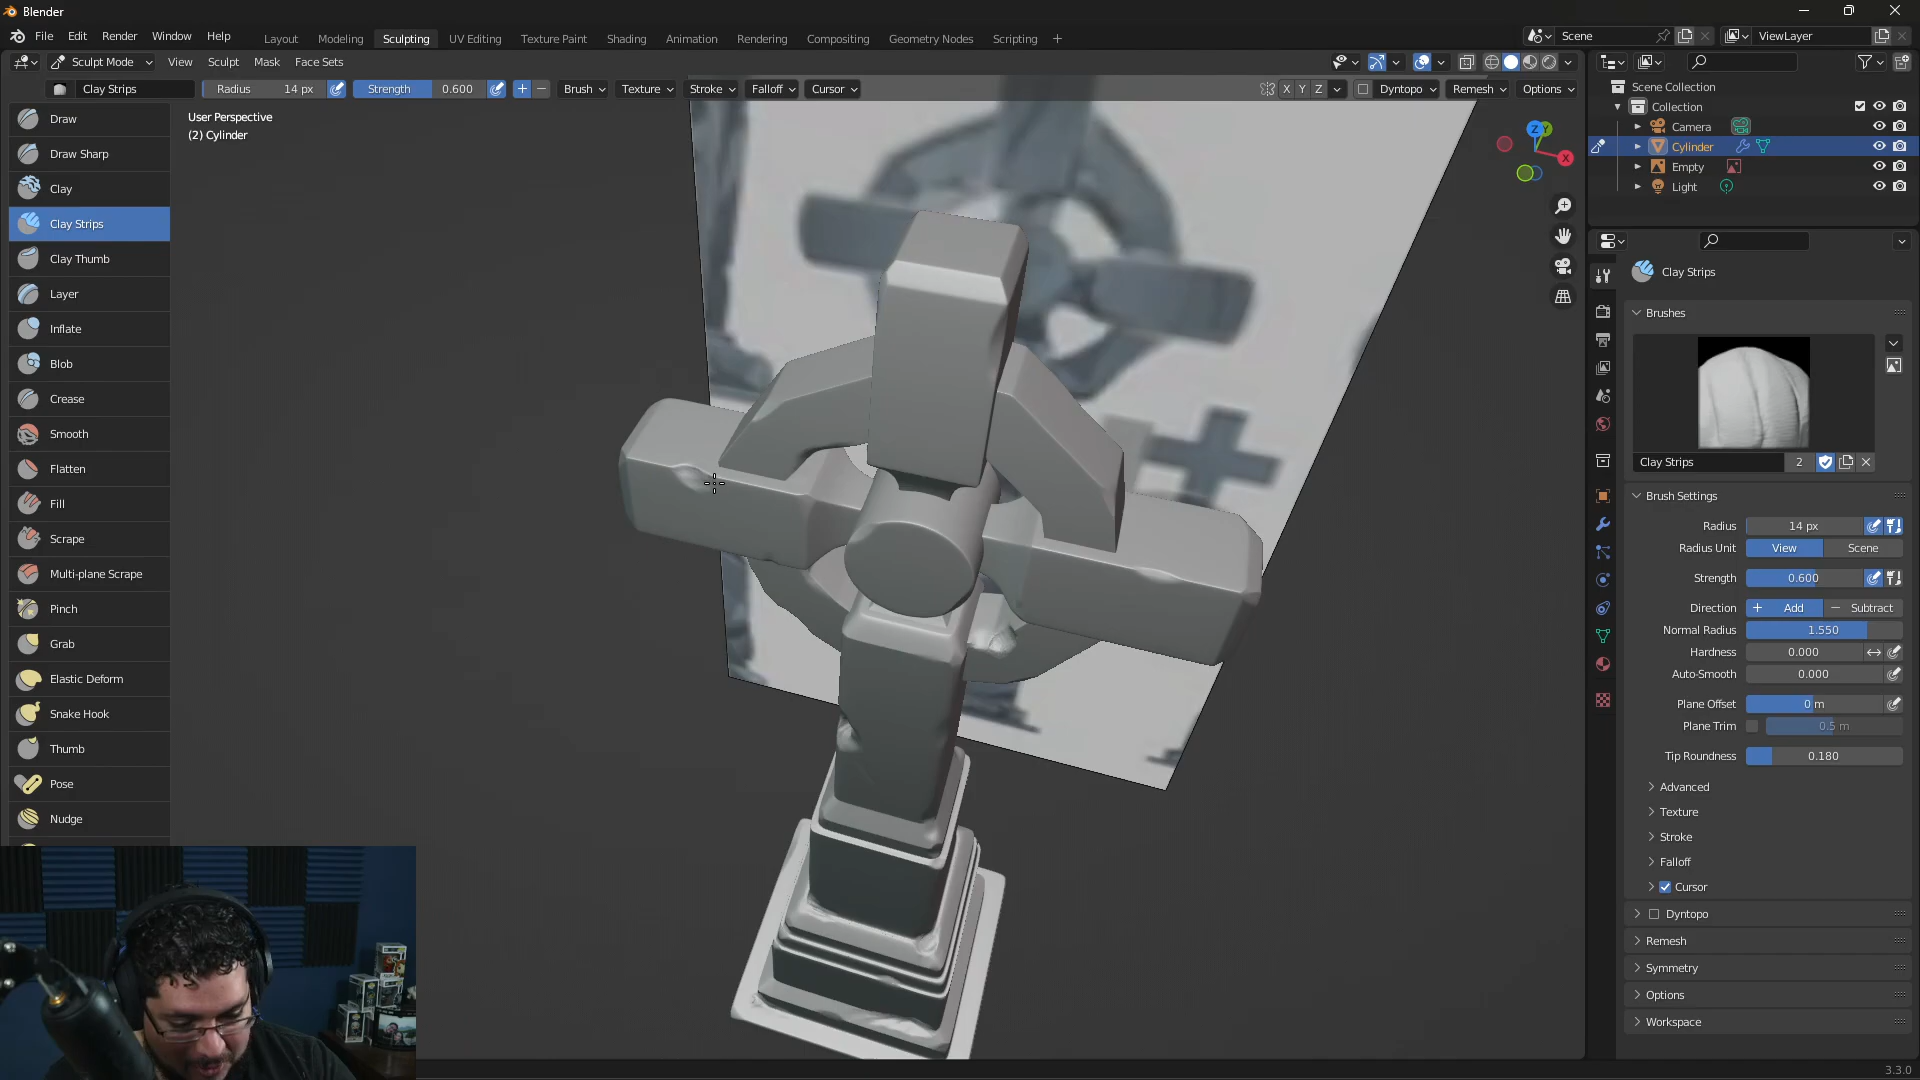 Blender
File Edit Render Window Help
Layout Modeling Sculpting UV Editing Texture Paint Shading Animation Rendering Compositing Geometry Nodes Scripting +
Scene ViewLayer
Sculpt Mode View Sculpt Mask Face Sets
Clay Strips Radius 14 px Strength 0.600 Brush Texture Stroke Falloff Cursor X Y Z Dyntopo Remesh Options
User Perspective
(2) Cylinder
Draw
Draw Sharp
Clay
Clay Strips
Clay Thumb
Layer
Inflate
Blob
Crease
Smooth
Flatten
Fill
Scrape
Multi-plane Scrape
Pinch
Grab
Elastic Deform
Snake Hook
Thumb
Pose
Nudge
Z Y
X
Scene Collection
Collection
Camera
Cylinder
Empty
Light
Clay Strips
Brushes
Clay Strips 2
Brush Settings
Radius 14 px
Radius Unit View Scene
Strength 0.600
Direction + Add − Subtract
Normal Radius 1.550
Hardness 0.000
Auto-Smooth 0.000
Plane Offset 0 m
Plane Trim 0.5 m
Tip Roundness 0.180
Advanced
Texture
Stroke
Falloff
Cursor
Dyntopo
Remesh
Symmetry
Options
Workspace
3.3.0